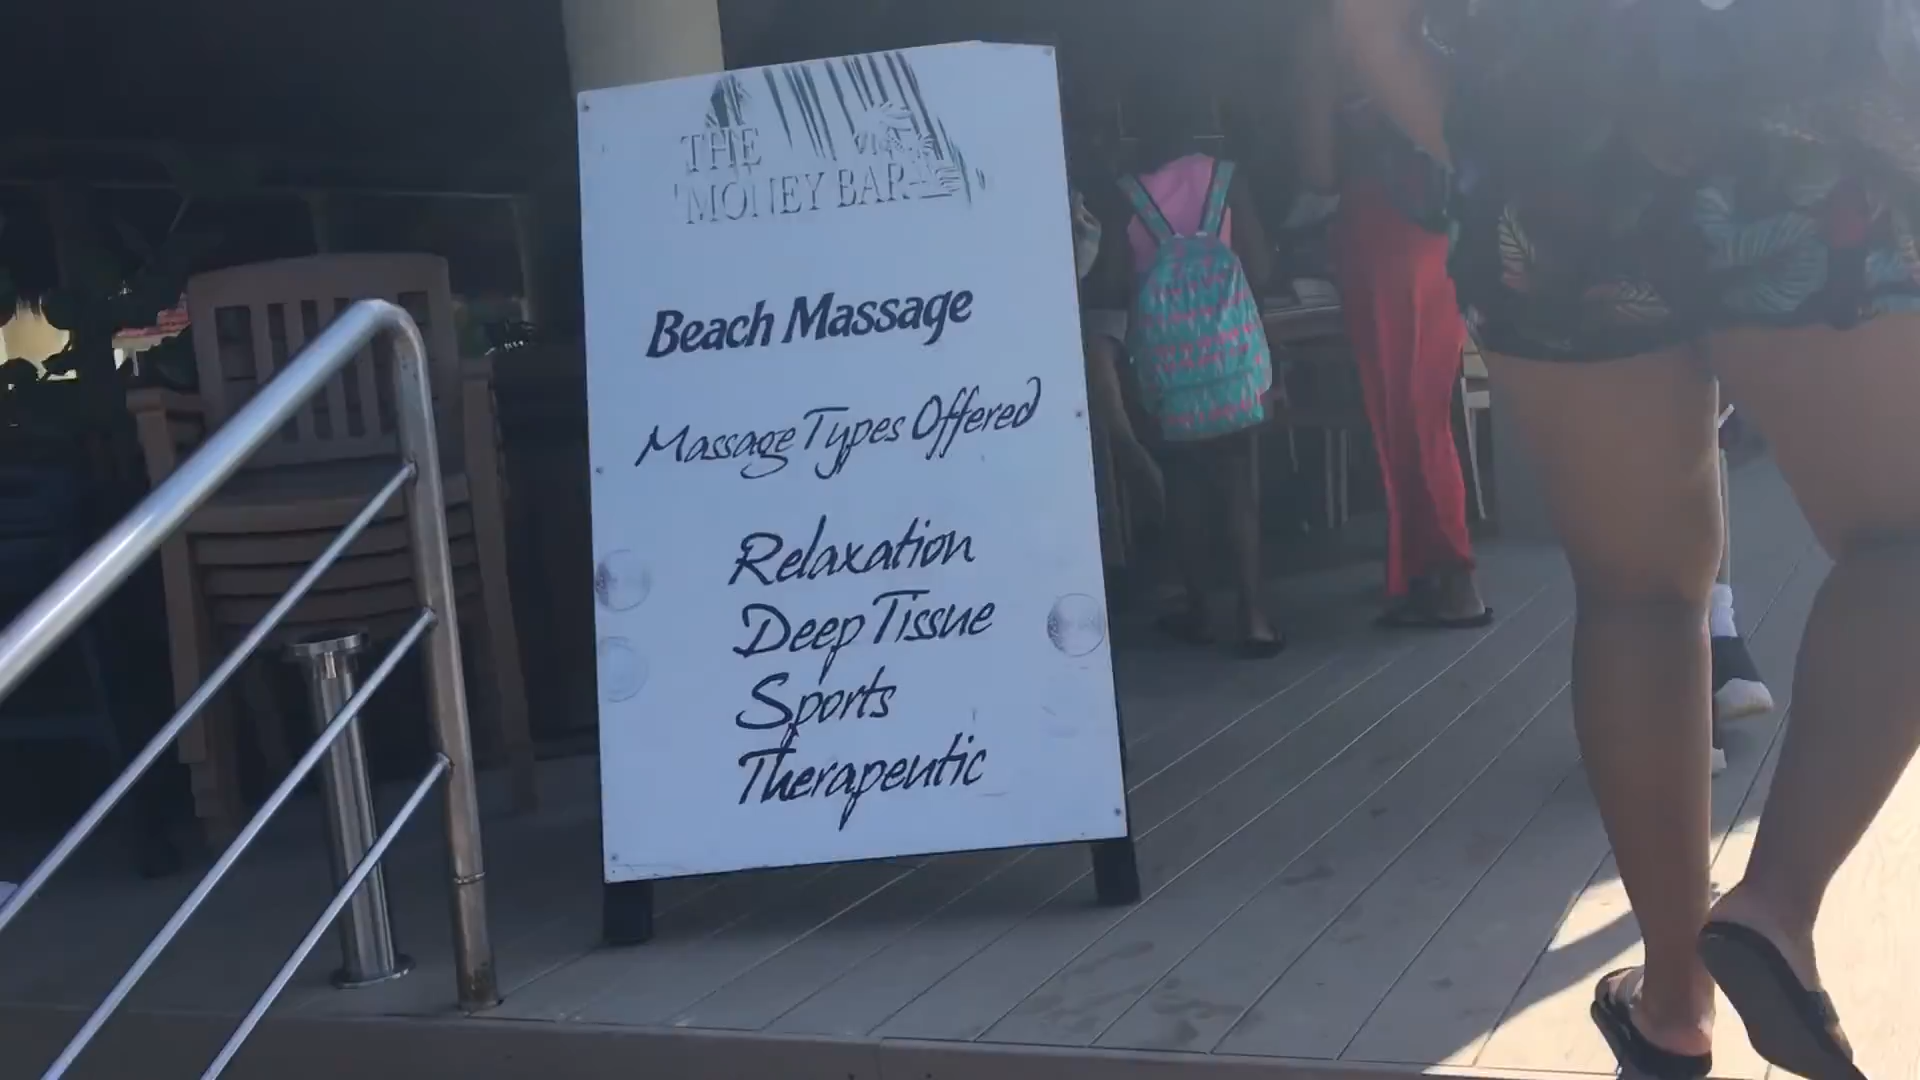 THE
MONEY BAR
Beach Massage
Massage Types Offered
Relaxation
Deep Tissue
Sports
Therapeutic